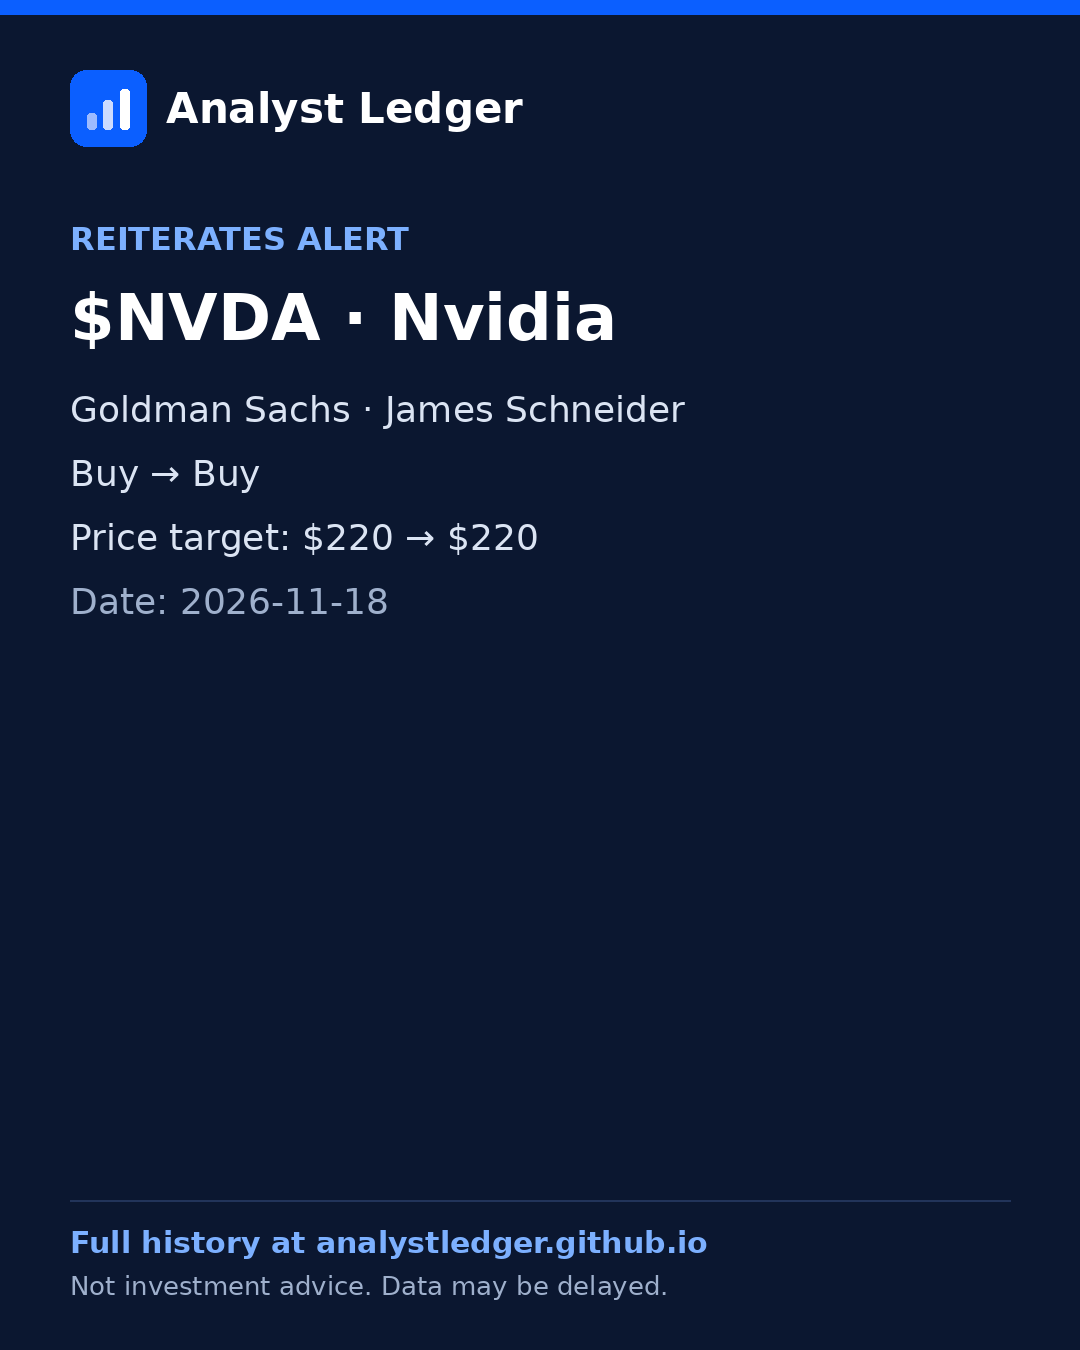 Analyst Ledger
REITERATES ALERT
$NVDA · Nvidia
Goldman Sachs · James Schneider
Buy → Buy
Price target: $220 → $220
Date: 2026-11-18
Full history at analystledger.github.io
Not investment advice. Data may be delayed.